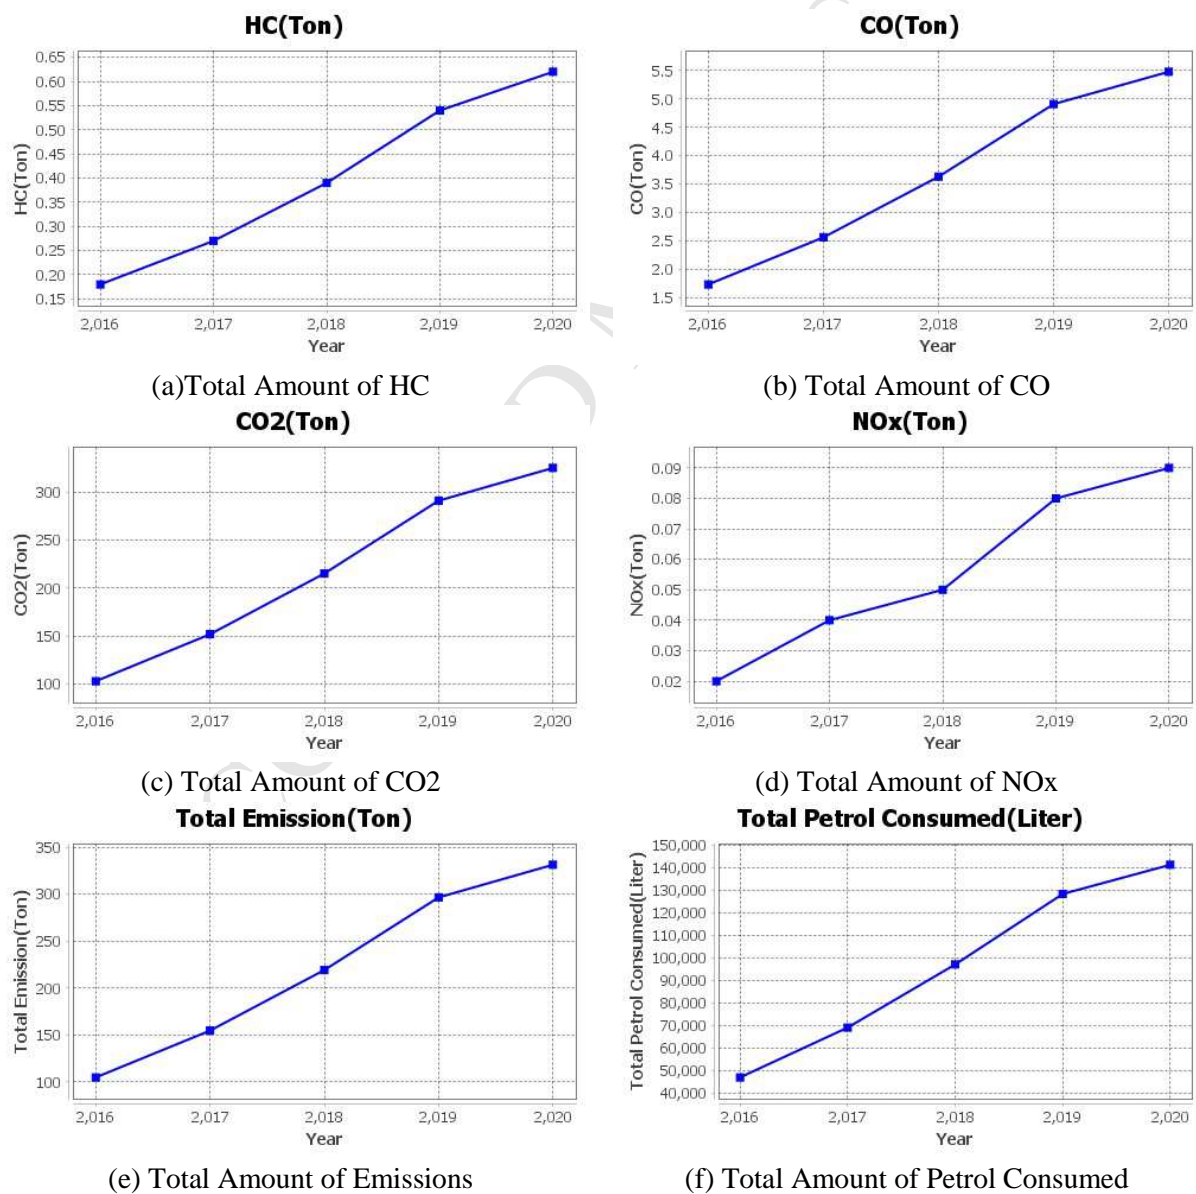 HC(Ton)
CO(Ton)
0.65
0.60
0.55
0.50
0.45
0.40
0.35
0.30
0.25
0.20
0.15
HC(Ton)
2,016 2,017 2,018 2,019 2,020
Year
5.5
5.0
4.5
4.0
3.5
3.0
2.5
2.0
1.5
CO(Ton)
2,016 2,017 2,018 2,019 2,020
Year
(a)Total Amount of HC
(b) Total Amount of CO
CO2(Ton)
NOx(Ton)
300
250
200
150
100
CO2(Ton)
2,016 2,017 2,018 2,019 2,020
Year
0.09
0.08
0.07
0.06
0.05
0.04
0.03
0.02
NOx(Ton)
2,016 2,017 2,018 2,019 2,020
Year
(c) Total Amount of CO2
(d) Total Amount of NOx
Total Emission(Ton)
Total Petrol Consumed(Liter)
350
300
250
200
150
100
Total Emission(Ton)
2,016 2,017 2,018 2,019 2,020
Year
150,000
140,000
130,000
120,000
110,000
100,000
90,000
80,000
70,000
60,000
50,000
40,000
Total Petrol Consumed(Liter)
2,016 2,017 2,018 2,019 2,020
Year
(e) Total Amount of Emissions
(f) Total Amount of Petrol Consumed